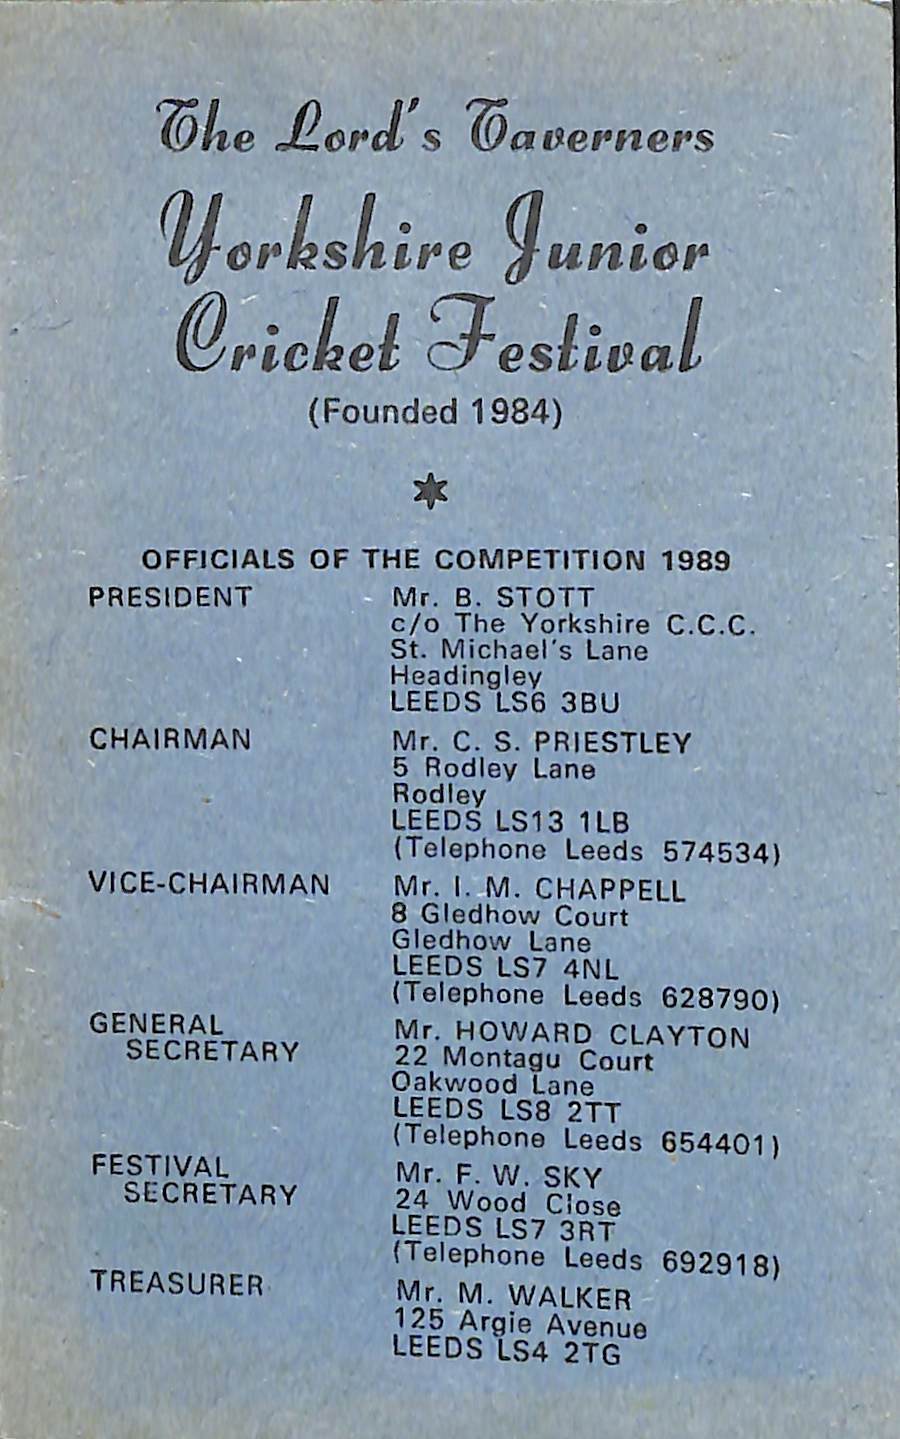 The Lord's Taverners
Yorkshire Junior
Cricket Festival
(Founded 1984)
OFFICIALS OF THE COMPETITION 1989
PRESIDENT Mr. B. STOTT
c/o The Yorkshire C.C.C.
St. Michael's Lane
Headingley
LEEDS LS6 3BU
CHAIRMAN Mr. C. S. PRIESTLEY
5 Rodley Lane
Rodley
LEEDS LS13 1LB
(Telephone Leeds 574534)
VICE-CHAIRMAN Mr. I. M. CHAPPELL
8 Gledhow Court
Gledhow Lane
LEEDS LS7 4NL
(Telephone Leeds 628790)
GENERAL Mr. HOWARD CLAYTON
SECRETARY 22 Montagu Court
Oakwood Lane
LEEDS LS8 2TT
(Telephone Leeds 654401)
FESTIVAL Mr. F. W. SKY
SECRETARY 24 Wood Close
LEEDS LS7 3RT
(Telephone Leeds 692918)
TREASURER Mr. M. WALKER
125 Argie Avenue
LEEDS LS4 2TG